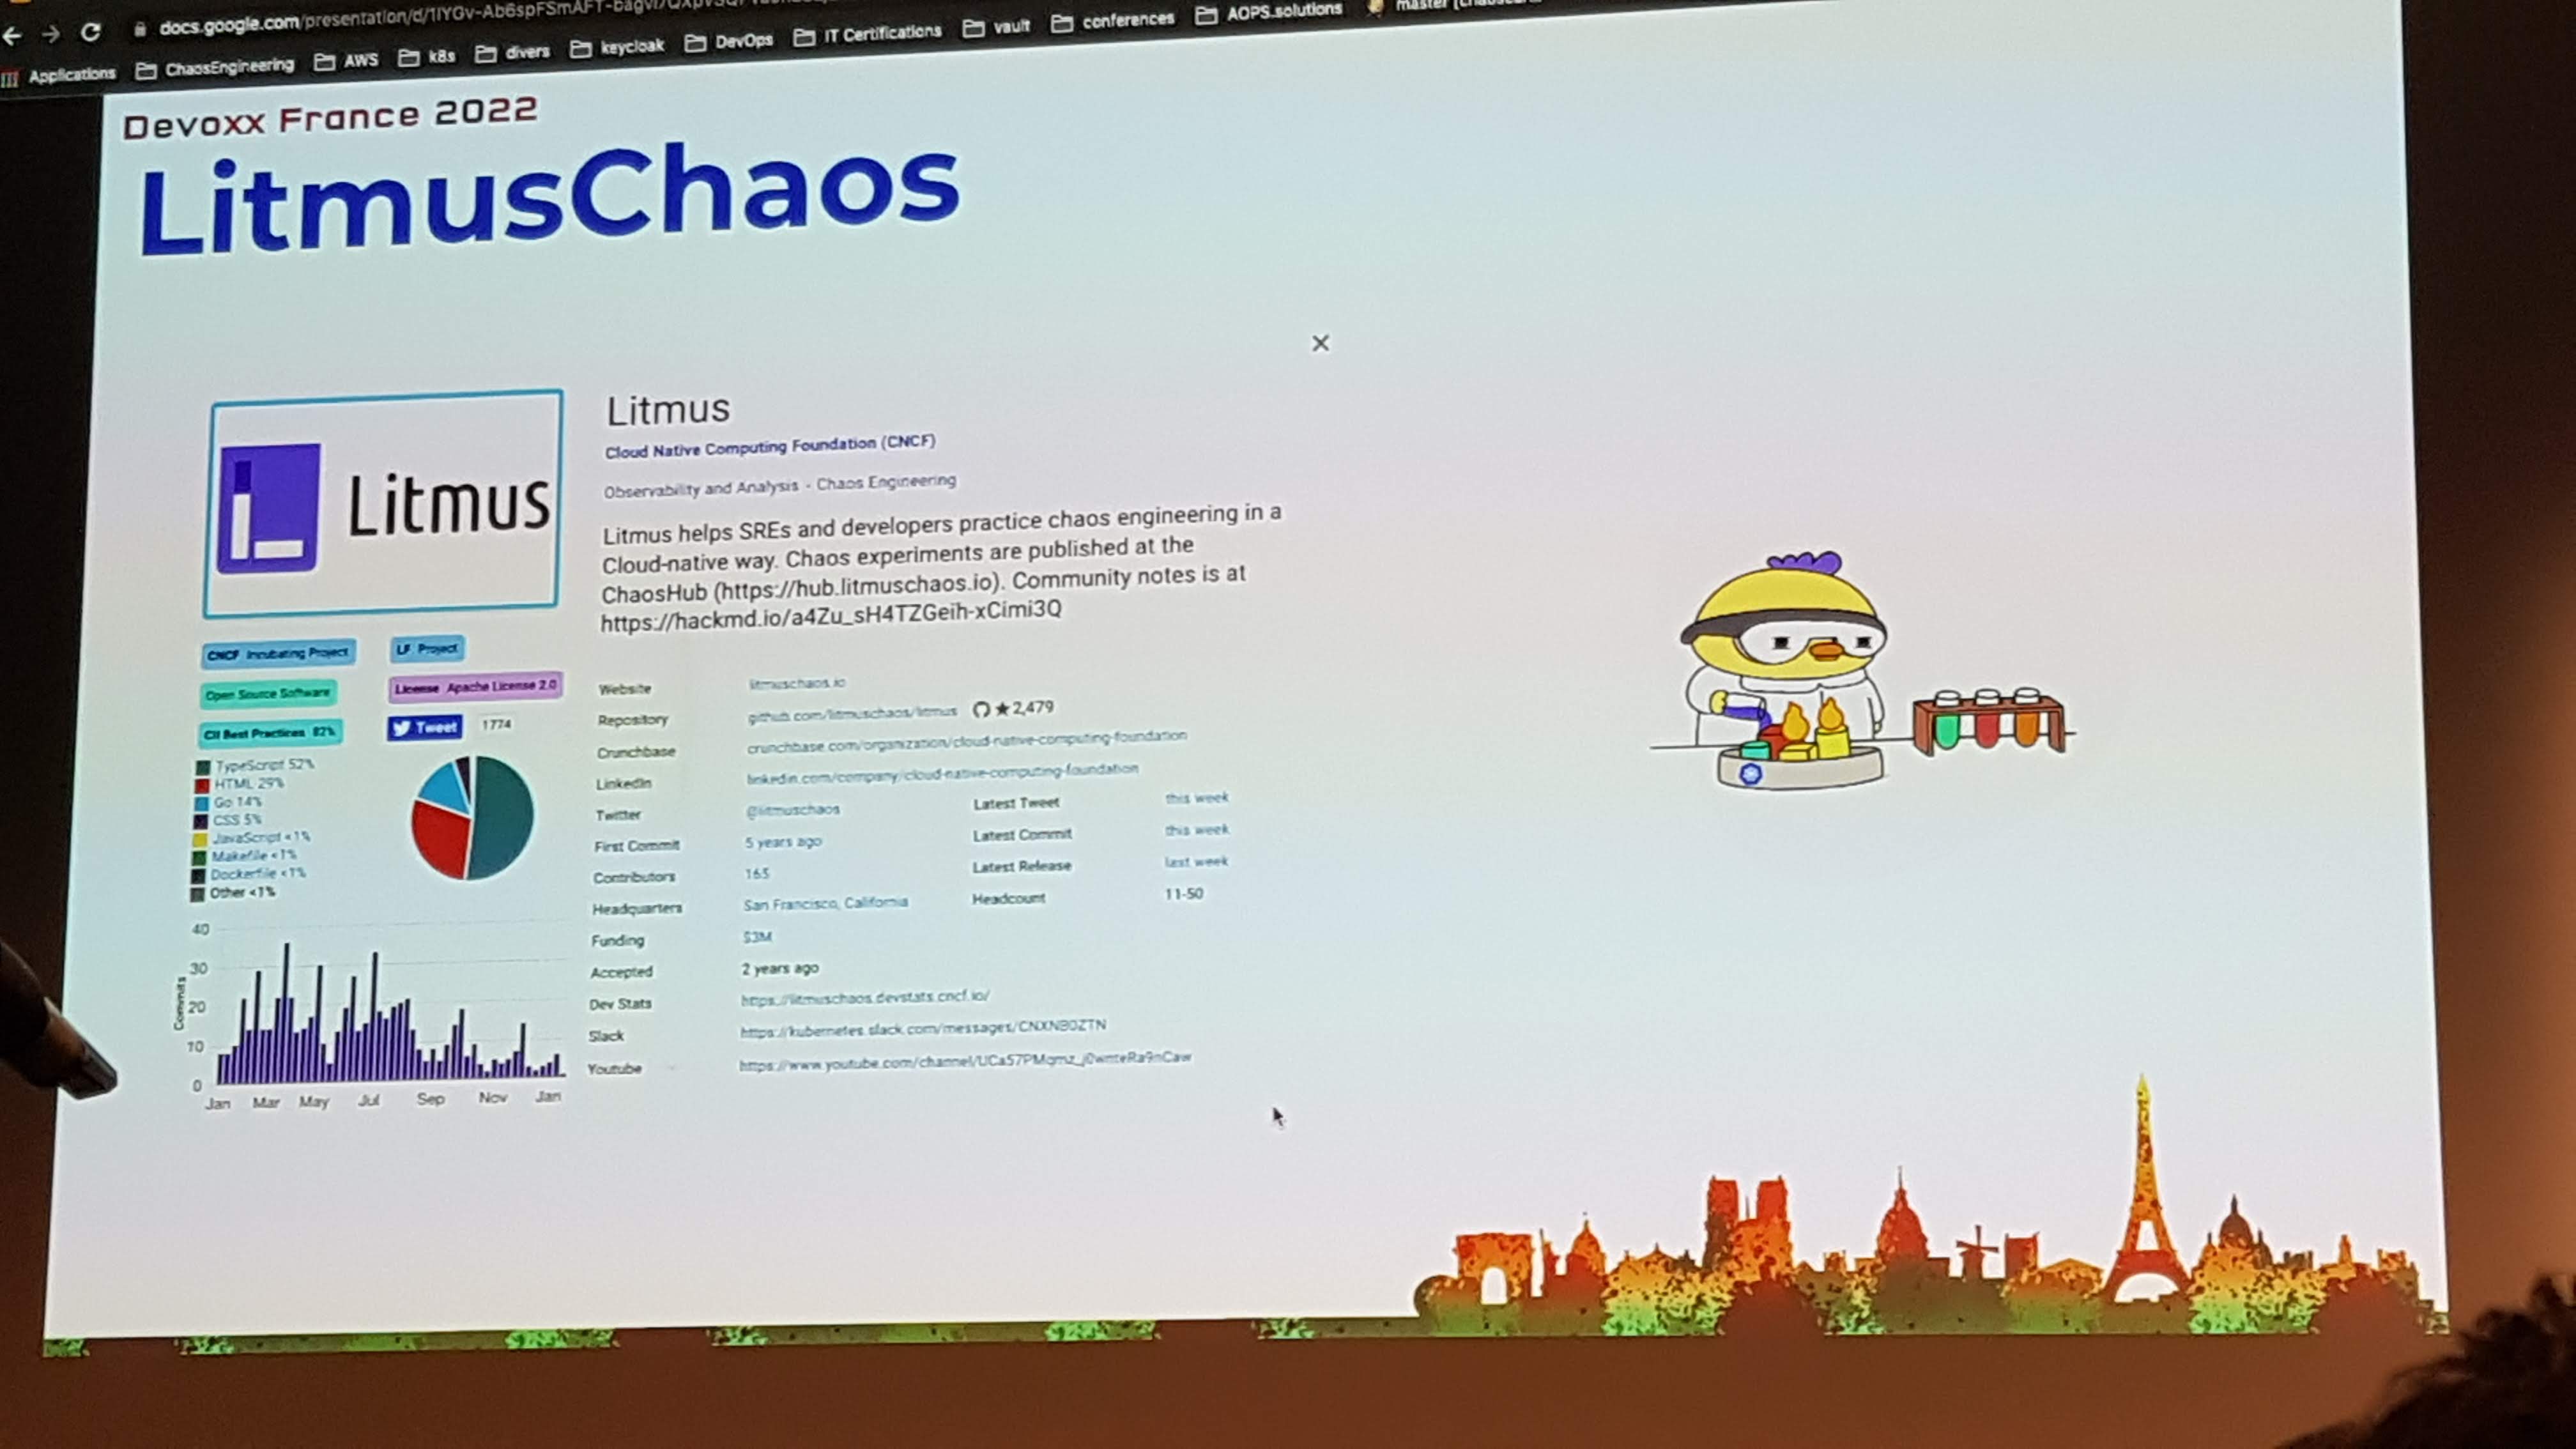 docs.google.com/presentation/d/
Applications ChaosEngineering AWS k8s divers keycloak DevOps IT Certifications vault conferences AOPS.solutions master
Devoxx France 2022
LitmusChaos
Litmus
Litmus
Cloud Native Computing Foundation (CNCF)
Observability and Analysis - Chaos Engineering
Litmus helps SREs and developers practice chaos engineering in a
Cloud-native way. Chaos experiments are published at the
ChaosHub (https://hub.litmuschaos.io). Community notes is at
https://hackmd.io/a4Zu_sH4TZGeih-xCimi3Q
CNCF Incubating Project LF Project
Open Source Software License Apache License 2.0
CII Best Practices 82% Tweet 1774
TypeScript 52%
HTML 29%
Go 14%
CSS 5%
JavaScript <1%
Makefile <1%
Dockerfile <1%
Other <1%
Website litmuschaos.io
Repository github.com/litmuschaos/litmus ★ 2,479
Crunchbase crunchbase.com/organization/cloud-native-computing-foundation
LinkedIn linkedin.com/company/cloud-native-computing-foundation
Twitter @litmuschaos Latest Tweet this week
First Commit 5 years ago Latest Commit this week
Contributors 165 Latest Release last week
Headquarters San Francisco, California Headcount 11-50
Funding $3M
Accepted 2 years ago
Dev Stats https://litmuschaos.devstats.cncf.io/
Slack https://kubernetes.slack.com/messages/CNXNB0ZTN
Youtube https://www.youtube.com/channel/
Commits
40
30
20
10
0
Jan Mar May Jul Sep Nov Jan